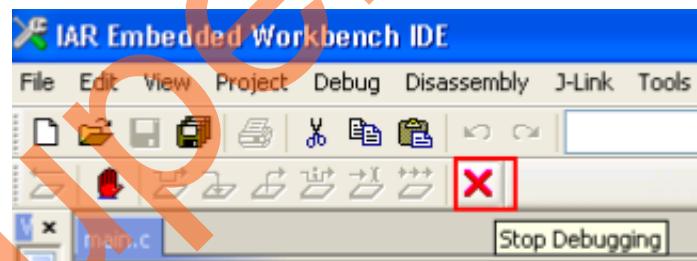 IAR Embedded Workbench IDE
File Edit View Project Debug Disassembly J-Link Tools
main.c
Stop Debugging